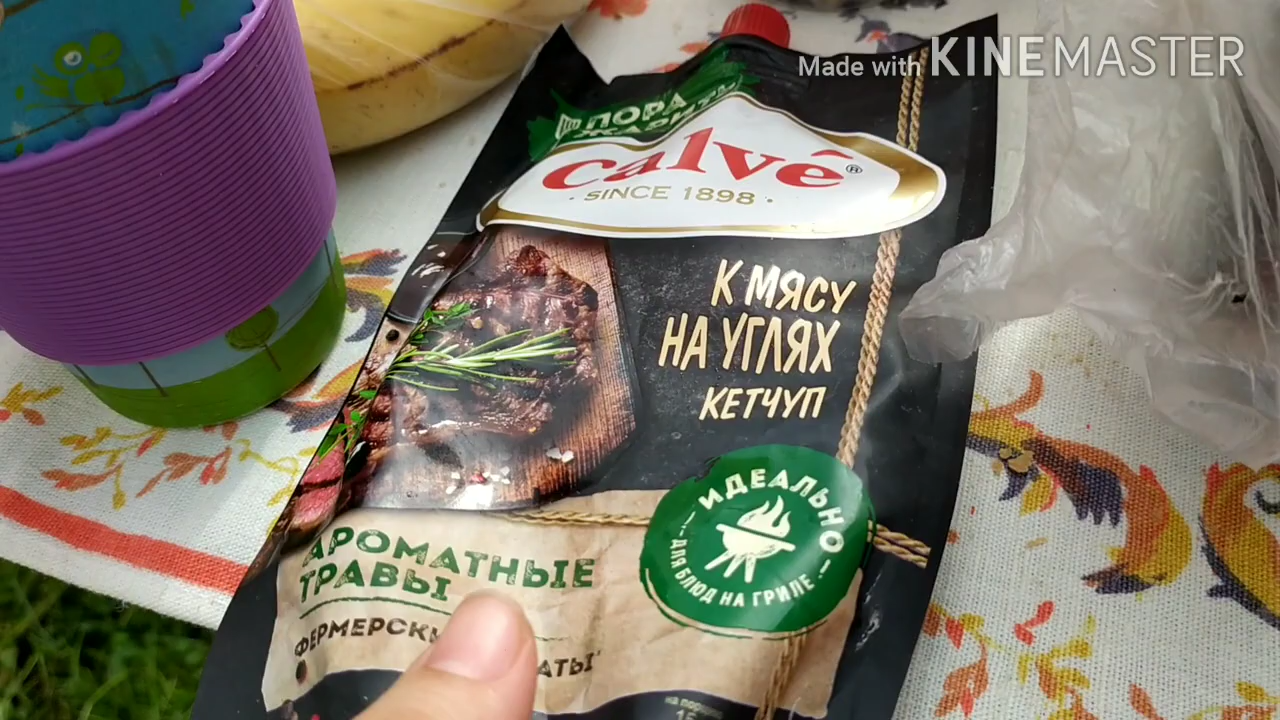 Made with KINEMASTER
ПОРА
ЖАРИТЬ
calvé®
· SINCE 1898 ·
К МЯСУ
НА УГЛЯХ
КЕТЧУП
ИДЕАЛЬНО
ДЛЯ БЛЮД НА ГРИЛЕ
АРОМАТНЫЕ
ТРАВЫ